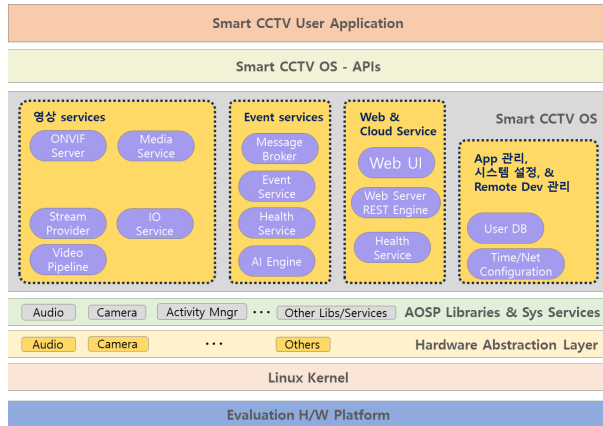 Smart CCTV User Application
Smart CCTV OS - APIs
Smart CCTV OS
영상 services
ONVIF
Server
Media
Service
Stream
Provider
IO
Service
Video
Pipeline
Event services
Message
Broker
Event
Service
Health
Service
AI Engine
Web &
Cloud Service
Web UI
Web Server
REST Engine
Health
Service
App 관리,
시스템 설정, &
Remote Dev 관리
User DB
Time/Net
Configuration
Audio
Camera
Activity Mngr
...
Other Libs/Services
AOSP Libraries & Sys Services
Audio
Camera
...
Others
Hardware Abstraction Layer
Linux Kernel
Evaluation H/W Platform